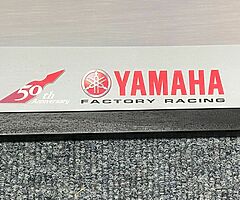 50th
Anniversary
YAMAHA
FACTORY RACING